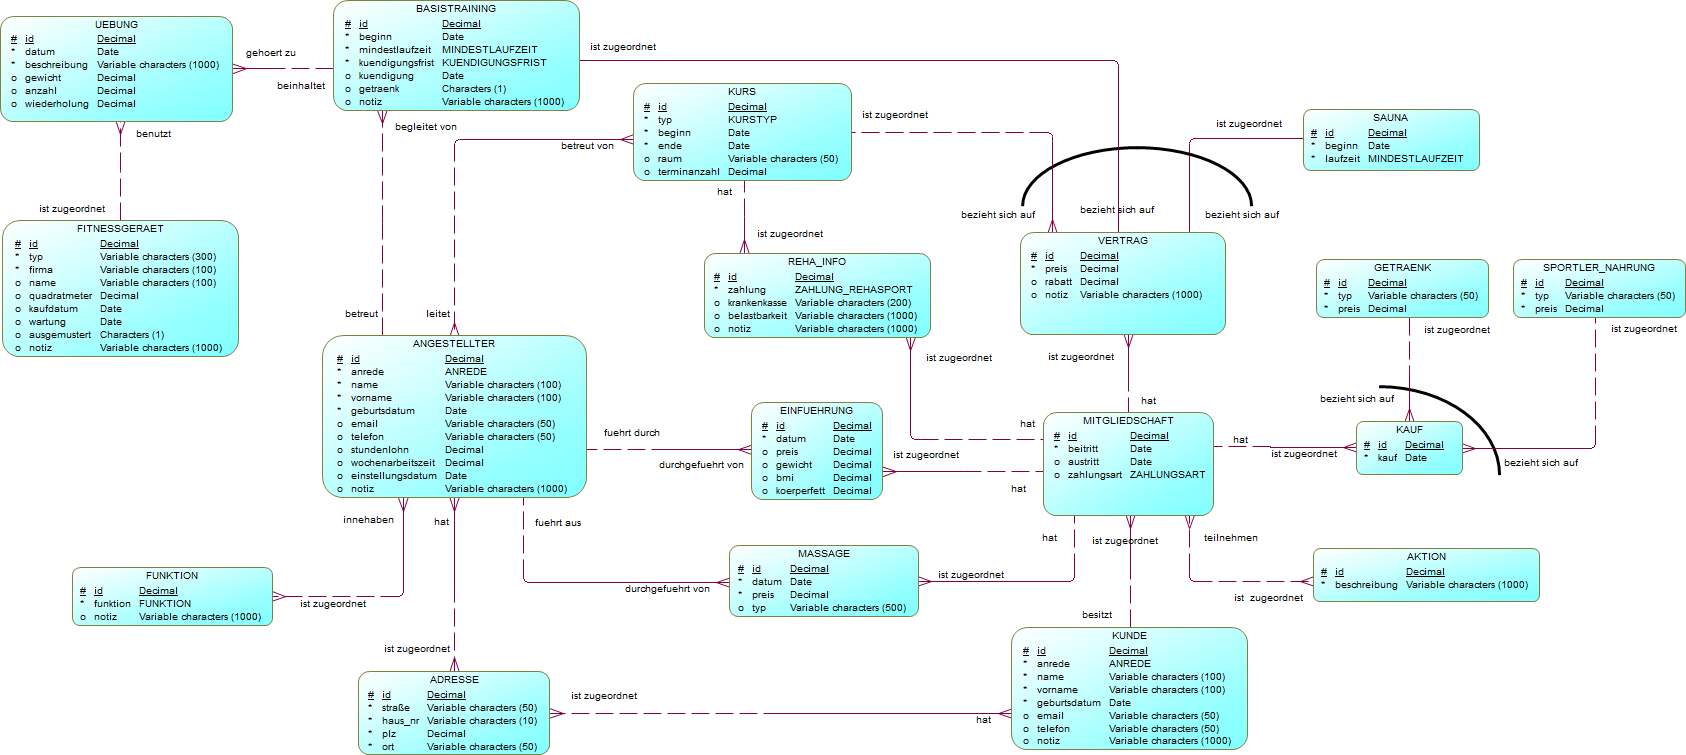 UEBUNG
# id Decimal
* datum Date
* beschreibung Variable characters (1000)
o gewicht Decimal
o anzahl Decimal
o wiederholung Decimal
gehoert zu
beinhaltet
BASISTRAINING
# id Decimal
* beginn Date
* mindestlaufzeit MINDESTLAUFZEIT
* kuendigungsfrist KUENDIGUNGSFRIST
o kuendigung Date
o getraenk Characters (1)
o notiz Variable characters (1000)
ist zugeordnet
begleitet von
betreut von
KURS
# id Decimal
* typ KURSTYP
* beginn Date
* ende Date
o raum Variable characters (50)
o terminanzahl Decimal
ist zugeordnet
hat
ist zugeordnet
SAUNA
# id Decimal
* beginn Date
* laufzeit MINDESTLAUFZEIT
ist zugeordnet
bezieht sich auf
bezieht sich auf
bezieht sich auf
benutzt
ist zugeordnet
FITNESSGERAET
# id Decimal
* typ Variable characters (300)
* firma Variable characters (100)
o name Variable characters (100)
o quadratmeter Decimal
o kaufdatum Date
o wartung Date
o ausgemustert Characters (1)
o notiz Variable characters (1000)
REHA_INFO
# id Decimal
* zahlung ZAHLUNG_REHASPORT
o krankenkasse Variable characters (200)
o belastbarkeit Variable characters (1000)
o notiz Variable characters (1000)
VERTRAG
# id Decimal
* preis Decimal
o rabatt Decimal
o notiz Variable characters (1000)
GETRAENK
# id Decimal
* typ Variable characters (50)
* preis Decimal
SPORTLER_NAHRUNG
# id Decimal
* typ Variable characters (50)
* preis Decimal
betreut
leitet
ist zugeordnet
ist zugeordnet
ist zugeordnet
ist zugeordnet
ANGESTELLTER
# id Decimal
* anrede ANREDE
* name Variable characters (100)
* vorname Variable characters (100)
* geburtsdatum Date
o email Variable characters (50)
o telefon Variable characters (50)
o stundenlohn Decimal
o wochenarbeitszeit Decimal
o einstellungsdatum Date
o notiz Variable characters (1000)
fuehrt durch
durchgefuehrt von
EINFUEHRUNG
# id Decimal
* datum Date
o preis Decimal
o gewicht Decimal
o bmi Decimal
o koerperfett Decimal
ist zugeordnet
hat
hat
hat
MITGLIEDSCHAFT
# id Decimal
* beitritt Date
o austritt Date
o zahlungsart ZAHLUNGSART
hat
ist zugeordnet
bezieht sich auf
KAUF
# id Decimal
* kauf Date
bezieht sich auf
innehaben
hat
fuehrt aus
hat
ist zugeordnet
teilnehmen
FUNKTION
# id Decimal
* funktion FUNKTION
o notiz Variable characters (1000)
ist zugeordnet
durchgefuehrt von
MASSAGE
# id Decimal
* datum Date
* preis Decimal
o typ Variable characters (500)
ist zugeordnet
AKTION
# id Decimal
* beschreibung Variable characters (1000)
ist zugeordnet
besitzt
ist zugeordnet
ADRESSE
# id Decimal
* straße Variable characters (50)
* haus_nr Variable characters (10)
* plz Decimal
* ort Variable characters (50)
ist zugeordnet
hat
KUNDE
# id Decimal
* anrede ANREDE
* name Variable characters (100)
* vorname Variable characters (100)
* geburtsdatum Date
o email Variable characters (50)
o telefon Variable characters (50)
o notiz Variable characters (1000)